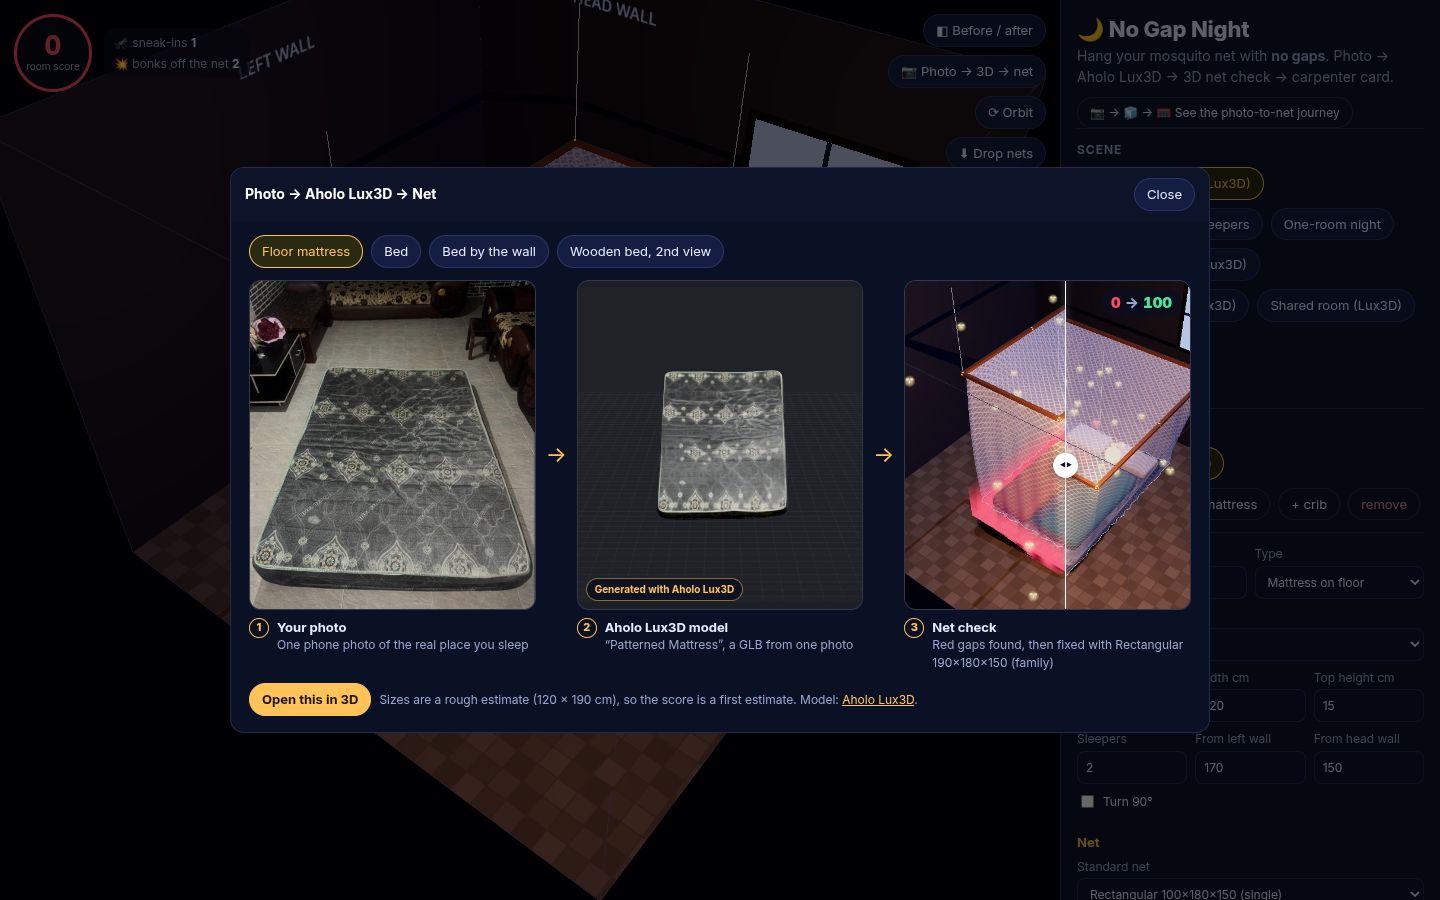 0
room score
sneak-ins 1
bonks off the net 2
LEFT WALL
HEAD WALL
Before / after
Photo → 3D → net
Orbit
Drop nets
No Gap Night
Hang your mosquito net with no gaps. Photo →
Aholo Lux3D → 3D net check → carpenter card.
→ → See the photo-to-net journey
SCENE
Lux3D)
One-room night
Shared room (Lux3D)
Photo → Aholo Lux3D → Net
Close
Floor mattress
Bed
Bed by the wall
Wooden bed, 2nd view
0 → 100
Generated with Aholo Lux3D
1 Your photo
One phone photo of the real place you sleep
2 Aholo Lux3D model
“Patterned Mattress”, a GLB from one photo
3 Net check
Red gaps found, then fixed with Rectangular
190×180×150 (family)
Open this in 3D
Sizes are a rough estimate (120 × 190 cm), so the score is a first estimate. Model: Aholo Lux3D.
+ crib
remove
Type
Mattress on floor
Top height cm
15
Sleepers
From left wall
From head wall
2
170
150
Turn 90°
Net
Standard net
Rectangular 100×180×150 (single)